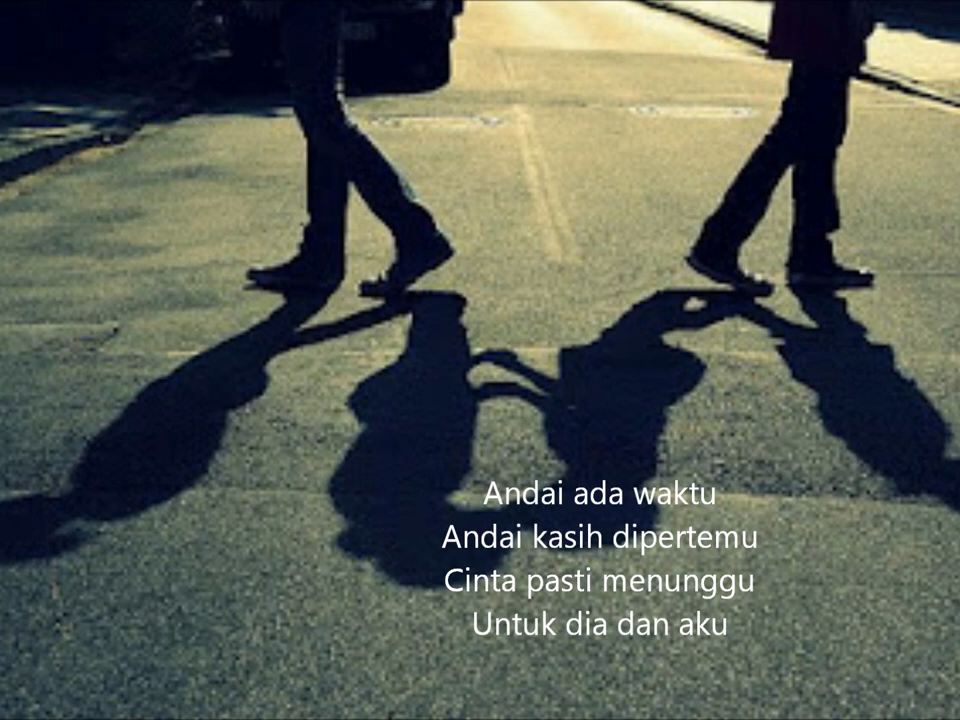 Andai ada waktu
Andai kasih dipertemu
Cinta pasti menunggu
Untuk dia dan aku